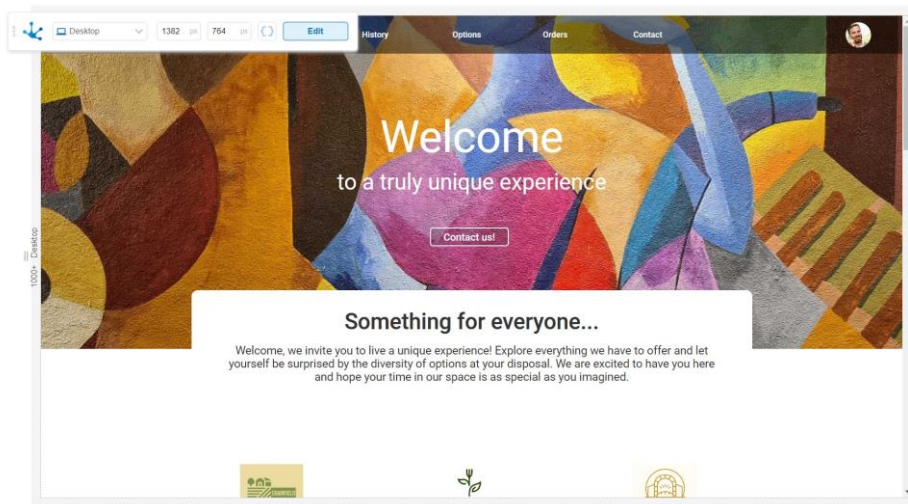 Desktop
1382 px
764 px
Edit
History
Options
Orders
Contact
Welcome
to a truly unique experience
Contact us!
1000+ Desktop
Something for everyone...
Welcome, we invite you to live a unique experience! Explore everything we have to offer and let
yourself be surprised by the diversity of options at your disposal. We are excited to have you here
and hope your time in our space is as special as you imagined.